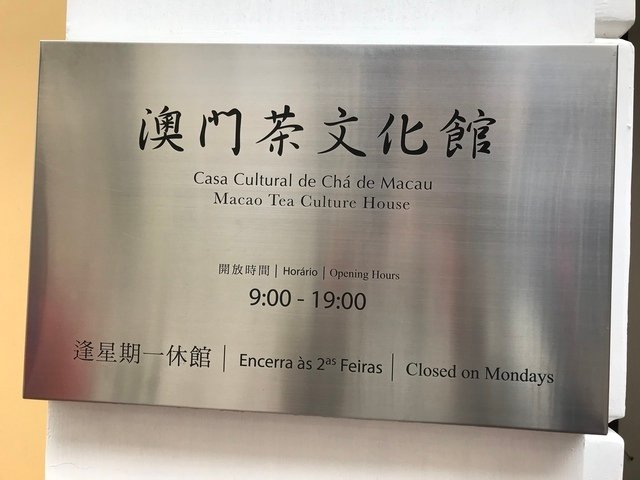 澳門茶文化館
Casa Cultural de Chá de Macau
Macao Tea Culture House
開放時間 | Horário | Opening Hours
9:00 - 19:00
逢星期一休館 | Encerra às 2as Feiras | Closed on Mondays